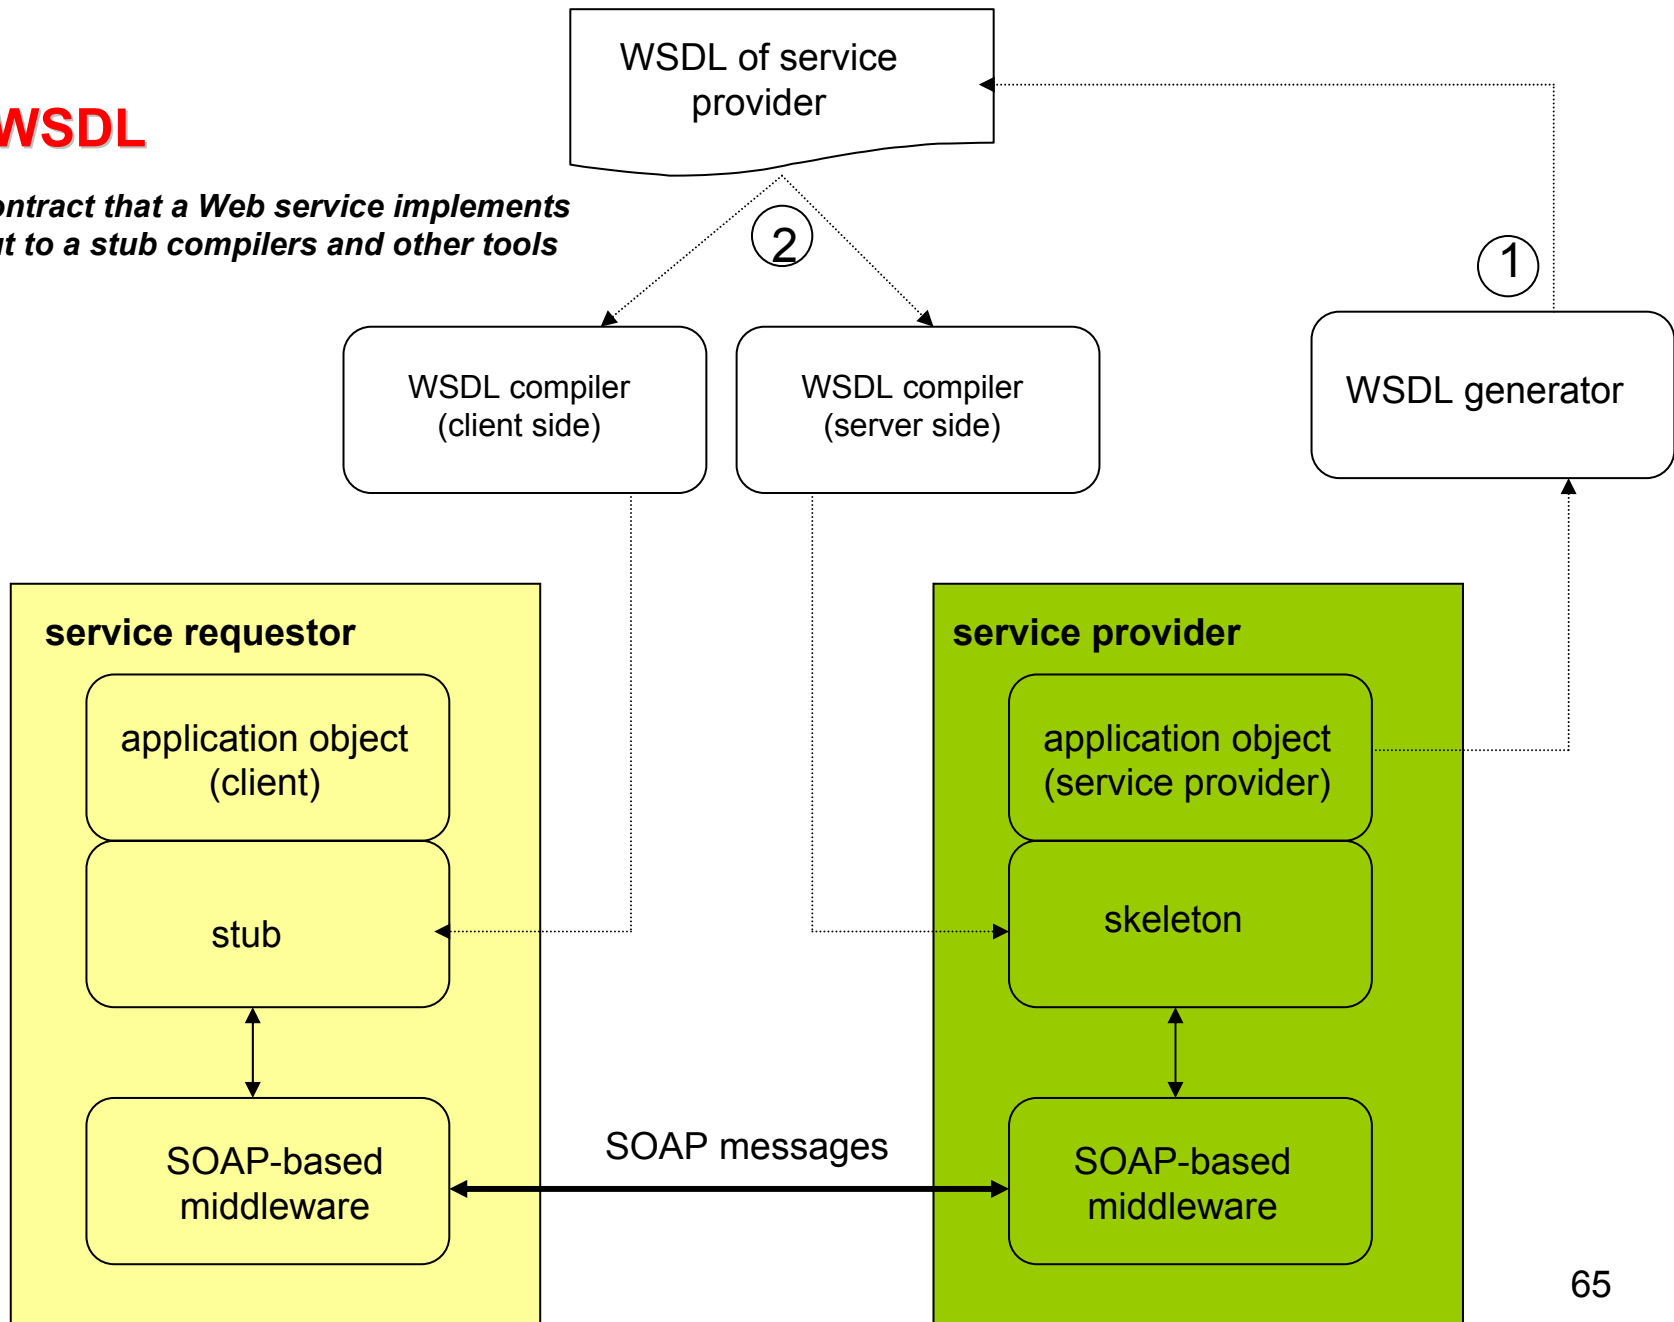 WSDL of service
provider
WSDL
contract that a Web service implements
to a stub compilers and other tools
2
1
WSDL compiler
(client side)
WSDL compiler
(server side)
WSDL generator
service requestor
service provider
application object
(client)
application object
(service provider)
stub
skeleton
SOAP messages
SOAP-based
middleware
SOAP-based
middleware
65